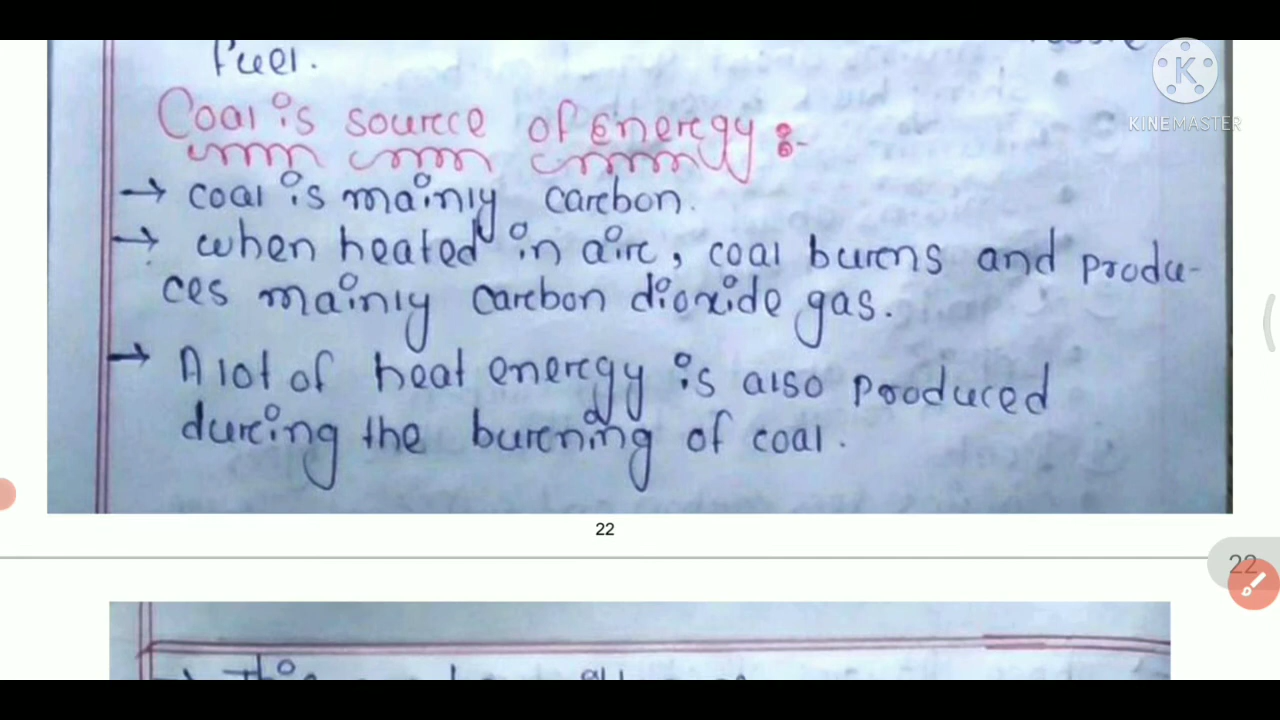 fuel.
KINEMASTER
Coal is source of energy :-
→ coal is mainly carbon.
→ when heated in air, coal burns and produ-
ces mainly carbon dioxide gas.
→ A lot of heat energy is also produced
during the burning of coal.
22
22